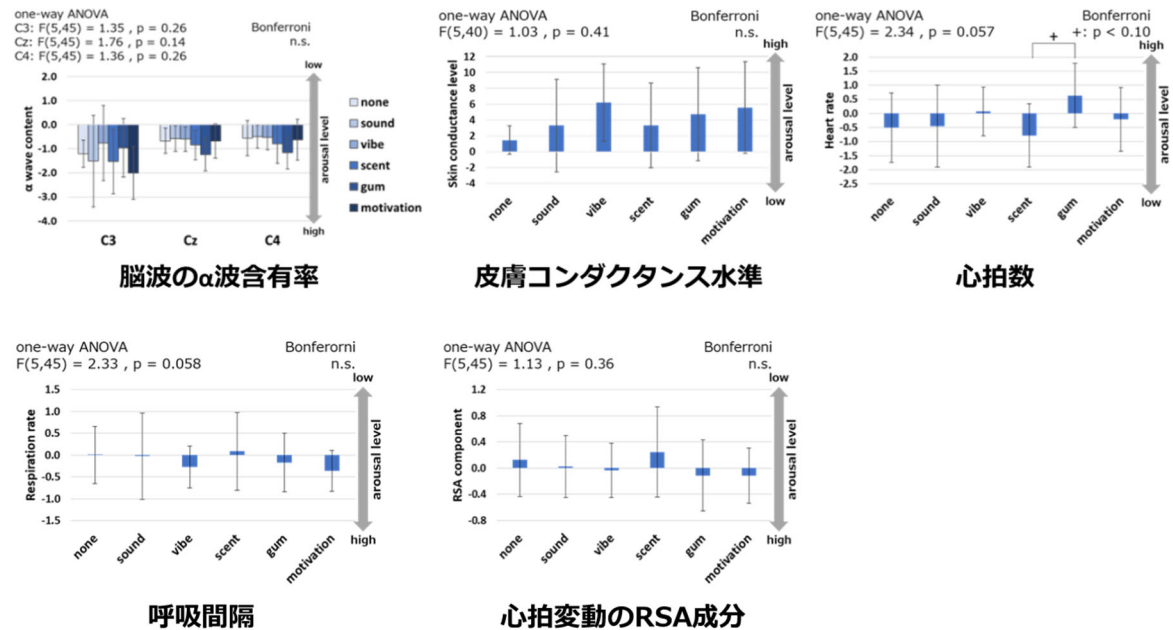 one-way ANOVA
C3: F(5,45) = 1.35 , p = 0.26 Bonferroni
Cz: F(5,45) = 1.76 , p = 0.14 n.s.
C4: F(5,45) = 1.36 , p = 0.26
low
2.0
1.0
0.0
-1.0
-2.0
-3.0
-4.0
α wave content
C3 Cz C4
none
sound
vibe
scent
gum
motivation
arousal level
high
脳波のα波含有率
one-way ANOVA Bonferroni
F(5,40) = 1.03 , p = 0.41 n.s.
high
12
10
8
6
4
2
0
-2
-4
Skin conductance level
none sound vibe scent gum motivation
arousal level
low
皮膚コンダクタンス水準
one-way ANOVA Bonferroni
F(5,45) = 2.34 , p = 0.057 +: p < 0.10
high
+
2.0
1.5
1.0
0.5
0.0
-0.5
-1.0
-1.5
-2.0
-2.5
Heart rate
none sound vibe scent gum motivation
arousal level
low
心拍数
one-way ANOVA Bonferorni
F(5,45) = 2.33 , p = 0.058 n.s.
low
1.5
1.0
0.5
0.0
-0.5
-1.0
-1.5
Respiration rate
none sound vibe scent gum motivation
arousal level
high
呼吸間隔
one-way ANOVA Bonferroni
F(5,45) = 1.13 , p = 0.36 n.s.
low
1.2
0.8
0.4
0.0
-0.4
-0.8
RSA component
none sound vibe scent gum motivation
arousal level
high
心拍変動のRSA成分